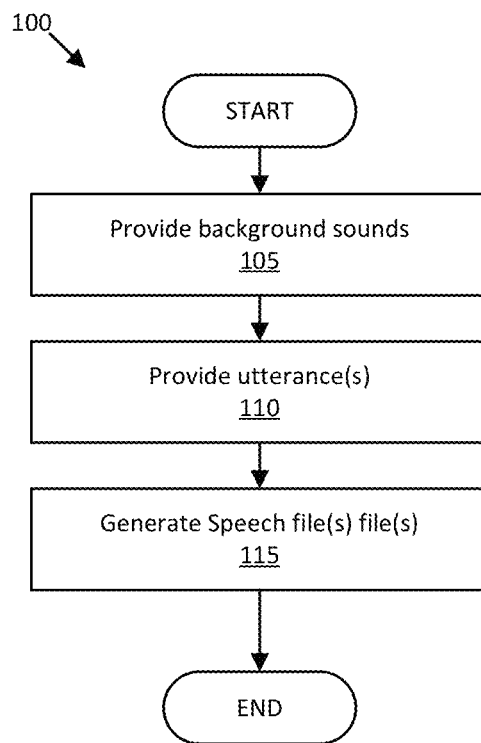 100
START
Provide background sounds
105
Provide utterance(s)
110
Generate Speech file(s) file(s)
115
END